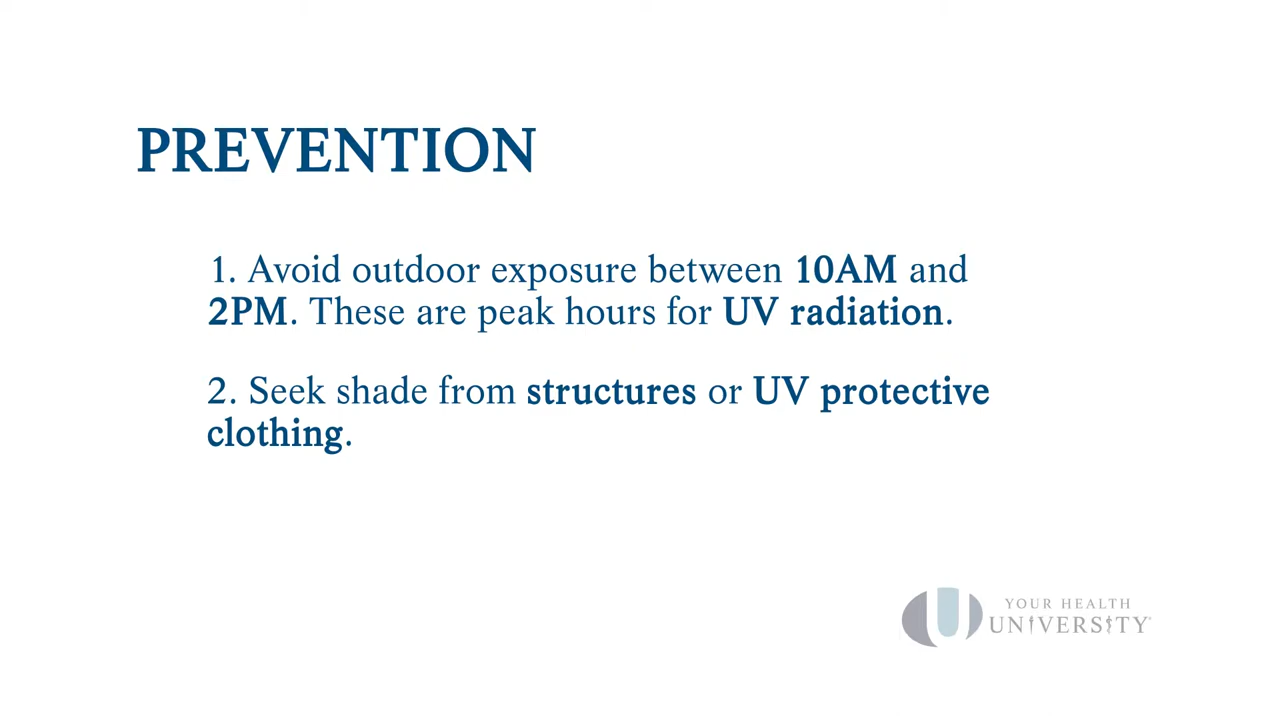 PREVENTION
1. Avoid outdoor exposure between 10AM and
2PM. These are peak hours for UV radiation.
2. Seek shade from structures or UV protective
clothing.
YOUR HEALTH
UNIVERSITY